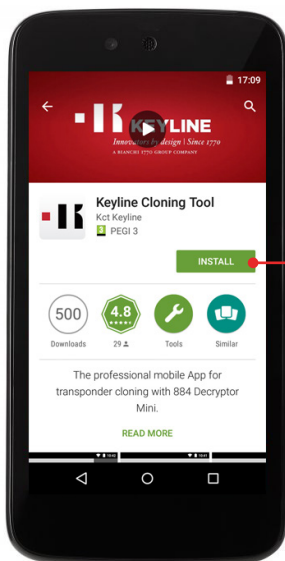 17:09
KEYLINE
Innovators by design | Since 1770
A BIANCHI 1770 GROUP COMPANY
Keyline Cloning Tool
Kct Keyline
PEGI 3
INSTALL
500
4.8
Downloads
29
Tools
Similar
The professional mobile App for
transponder cloning with 884 Decryptor
Mini.
READ MORE